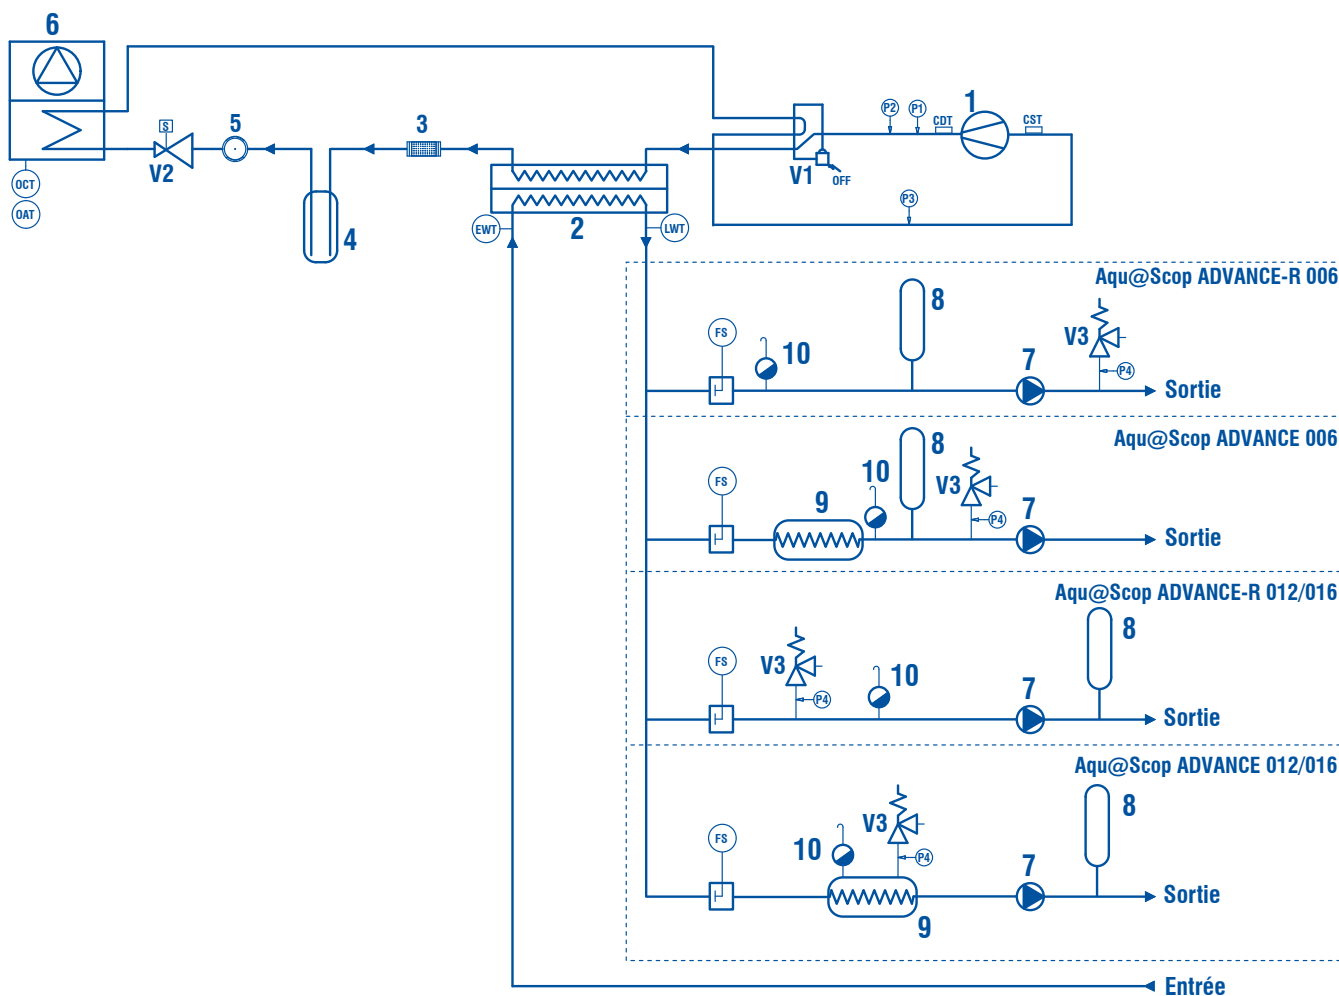 6
1
P2
P1
CDT
CST
S
5
3
V2
V1
OFF
OCT
OAT
4
EWT
2
LWT
P3
Aqu@Scop ADVANCE-R 006
8
FS
10
7
V3
P4
Sortie
Aqu@Scop ADVANCE 006
8
FS
9
10
V3
P4
7
Sortie
Aqu@Scop ADVANCE-R 012/016
8
FS
V3
P4
10
7
Sortie
Aqu@Scop ADVANCE 012/016
8
FS
10
V3
P4
9
7
Sortie
Entrée